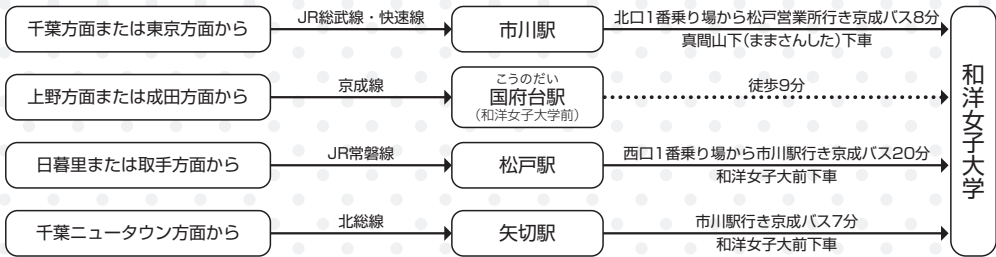 千葉方面または東京方面から
JR総武線・快速線
市川駅
北口1番乗り場から松戸営業所行き京成バス8分
真間山下(ままさんした)下車
上野方面または成田方面から
京成線
こうのだい
国府台駅
(和洋女子大学前)
徒歩9分
日暮里または取手方面から
JR常磐線
松戸駅
西口1番乗り場から市川駅行き京成バス20分
和洋女子大前下車
千葉ニュータウン方面から
北総線
矢切駅
市川駅行き京成バス7分
和洋女子大前下車
和洋女子大学